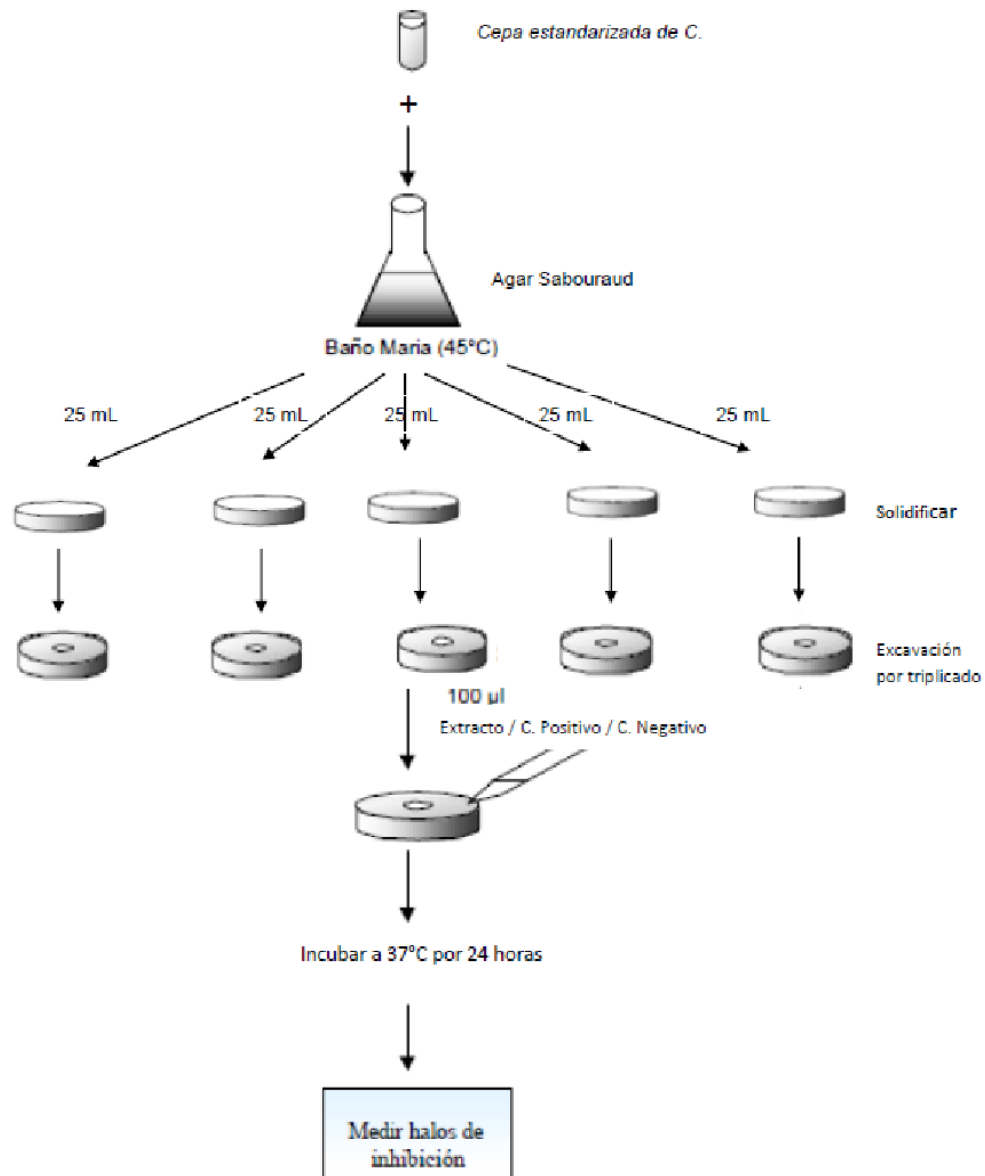 Cepa estandarizada de C.
+
Agar Sabouraud
Baño Maria (45°C)
25 mL 25 mL 25 mL 25 mL 25 mL
Solidificar
Excavación
por triplicado
100 µl
Extracto / C. Positivo / C. Negativo
Incubar a 37°C por 24 horas
Medir halos de
inhibición